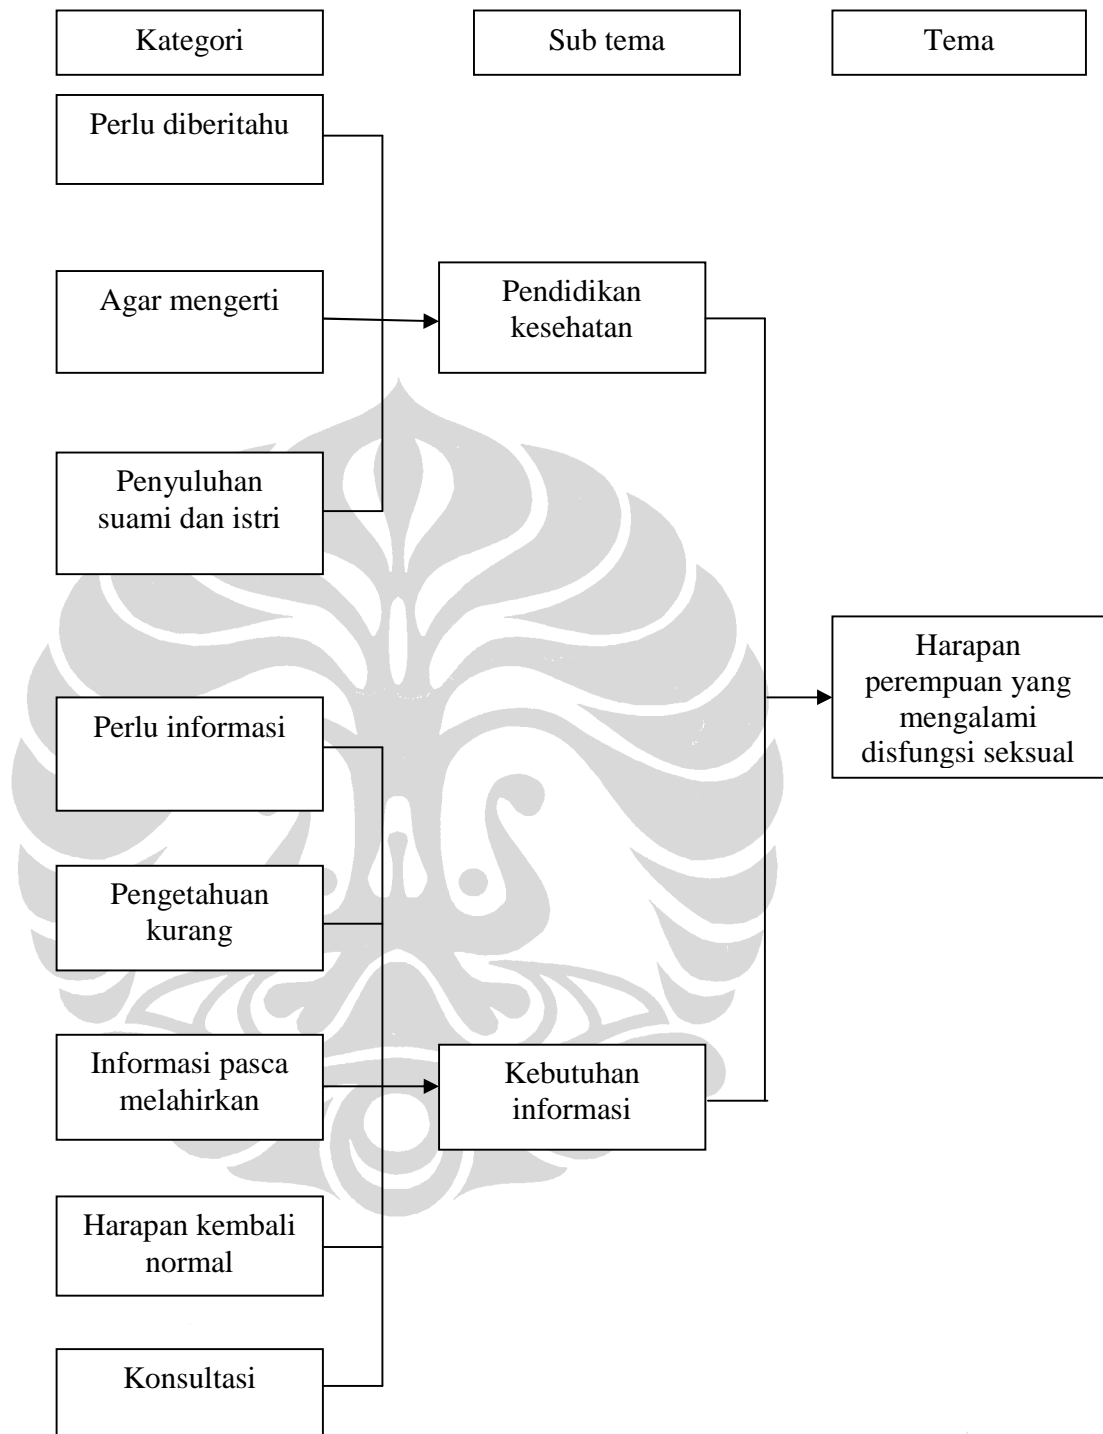 Kategori
Sub tema
Tema
Perlu diberitahu
Agar mengerti
Pendidikan
kesehatan
Penyuluhan
suami dan istri
Harapan
perempuan yang
mengalami
disfungsi seksual
Perlu informasi
Pengetahuan
kurang
Informasi pasca
melahirkan
Kebutuhan
informasi
Harapan kembali
normal
Konsultasi